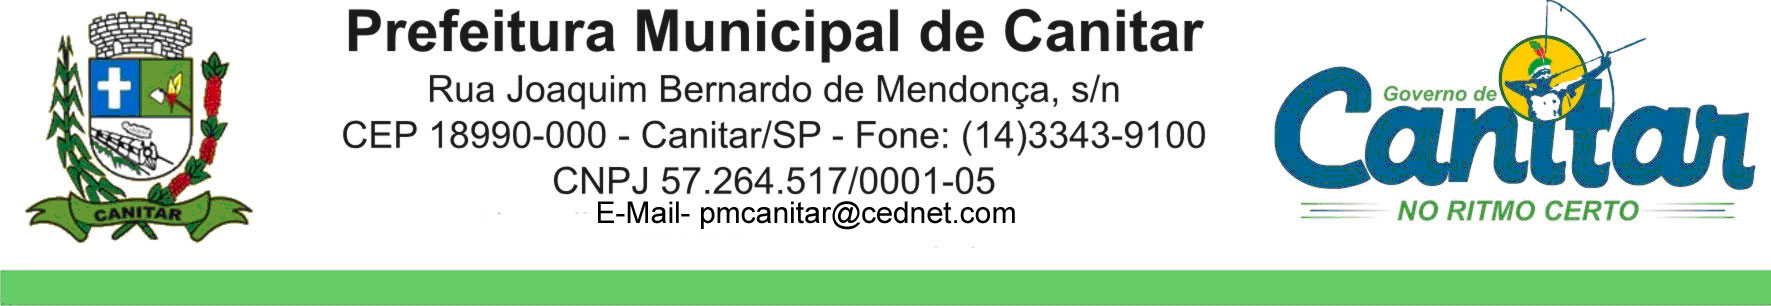 Prefeitura Municipal de Canitar
Rua Joaquim Bernardo de Mendonça, s/n
CEP 18990-000 - Canitar/SP - Fone: (14)3343-9100
CNPJ 57.264.517/0001-05
E-Mail- pmcanitar@cednet.com
CANITAR
Governo de
Canitar
NO RITMO CERTO